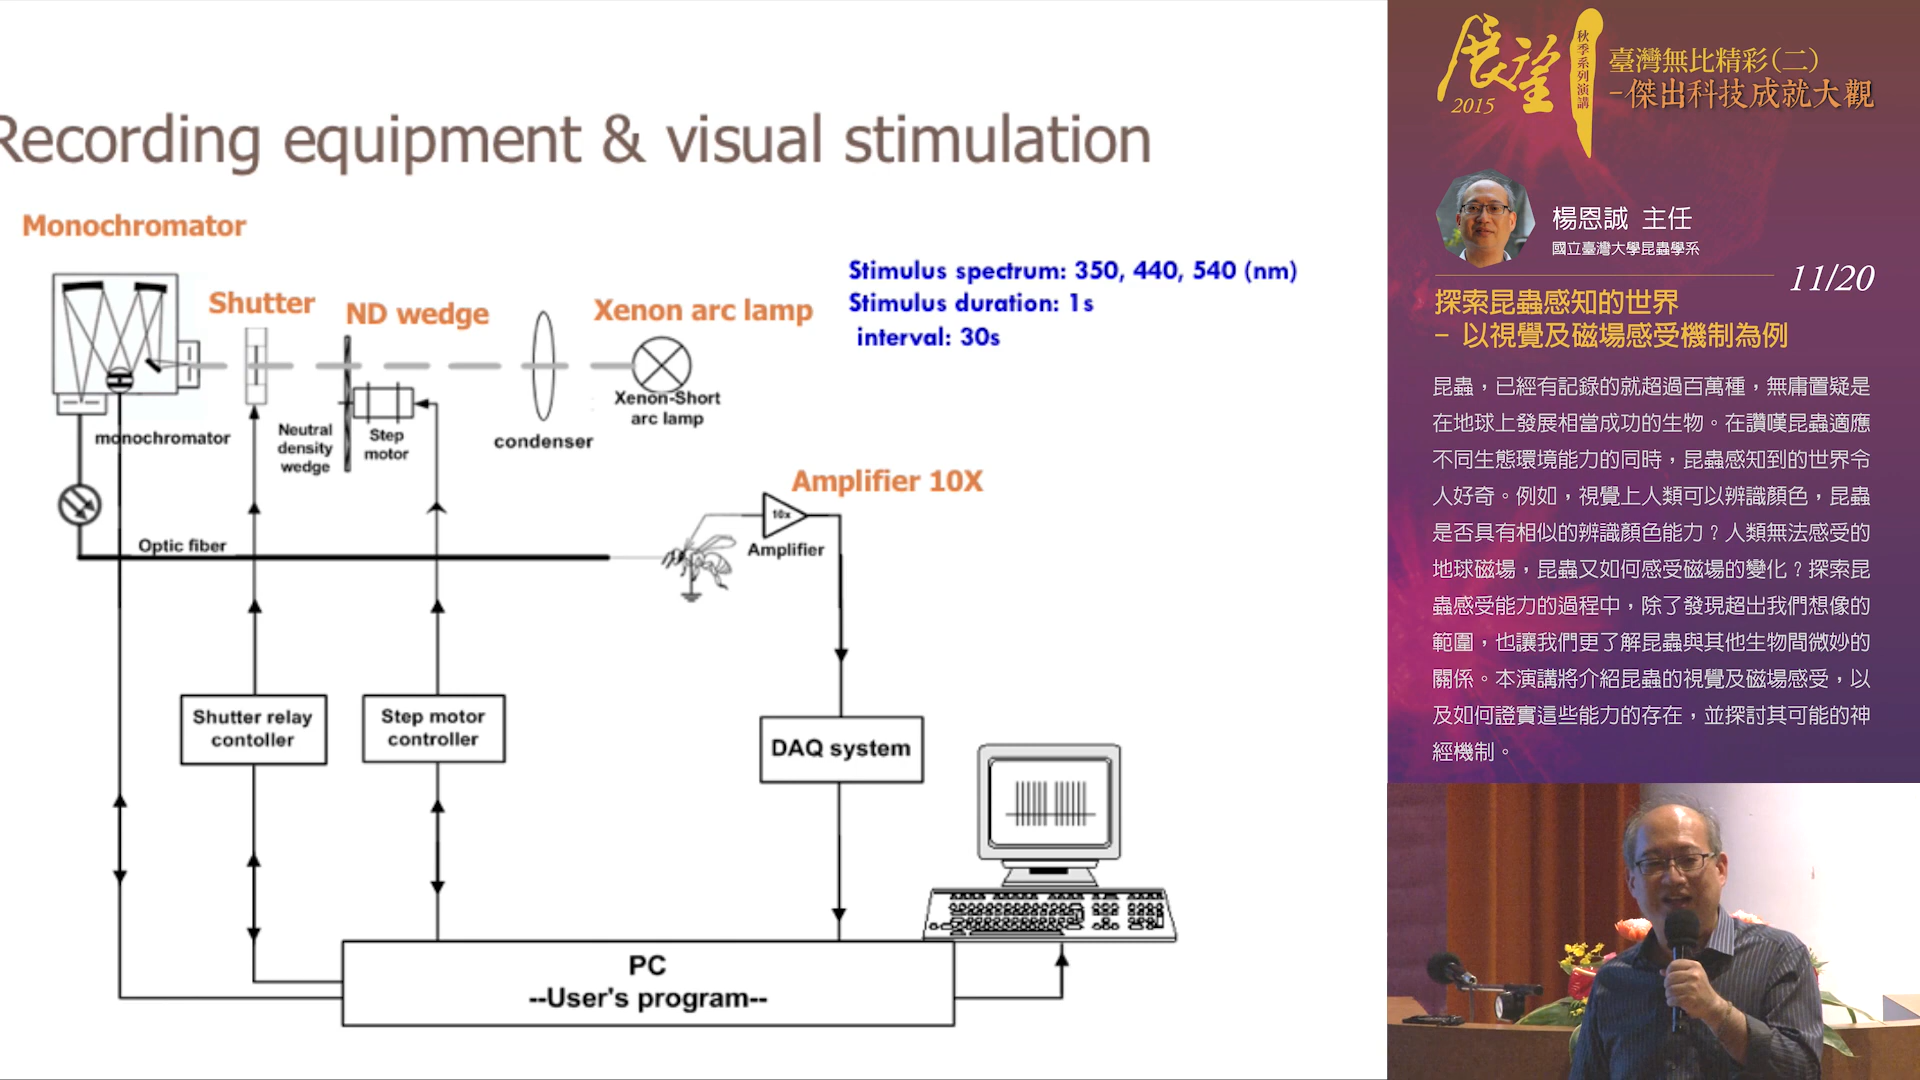 Recording equipment & visual stimulation
Monochromator
Shutter
ND wedge
Xenon arc lamp
Stimulus spectrum: 350, 440, 540 (nm)
Stimulus duration: 1s
interval: 30s
monochromator
Neutral
density
wedge
Step
motor
condenser
Xenon-Short
arc lamp
Amplifier 10X
10x
Amplifier
Optic fiber
Shutter relay
contoller
Step motor
controller
DAQ system
PC
--User's program--
展望
2015
秋季系列演講
臺灣無比精彩(二)
-傑出科技成就大觀
楊恩誠 主任
國立臺灣大學昆蟲學系
11/20
探索昆蟲感知的世界
- 以視覺及磁場感受機制為例
昆蟲，已經有記錄的就超過百萬種，無庸置疑是
在地球上發展相當成功的生物。在讚嘆昆蟲適應
不同生態環境能力的同時，昆蟲感知到的世界令
人好奇。例如，視覺上人類可以辨識顏色，昆蟲
是否具有相似的辨識顏色能力？人類無法感受的
地球磁場，昆蟲又如何感受磁場的變化？探索昆
蟲感受能力的過程中，除了發現超出我們想像的
範圍，也讓我們更了解昆蟲與其他生物間微妙的
關係。本演講將介紹昆蟲的視覺及磁場感受，以
及如何證實這些能力的存在，並探討其可能的神
經機制。